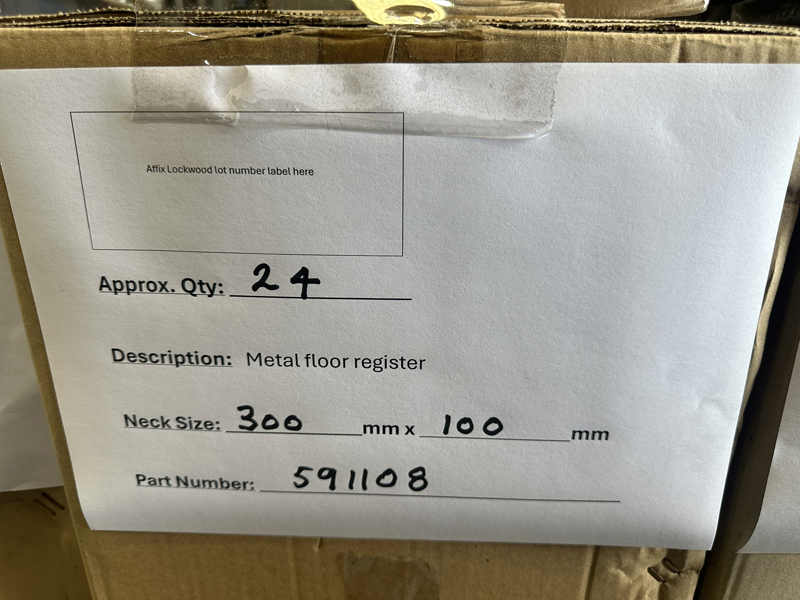 Affix Lockwood lot number label here
Approx. Qty: 24
Description: Metal floor register
Neck Size: 300 mm x 100 mm
Part Number: 591108